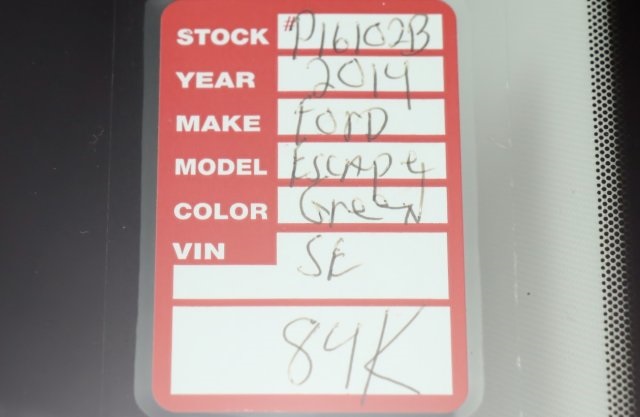 STOCK #P16102B
YEAR 2014
MAKE FORD
MODEL ESCAPE
COLOR Green
VIN SE
84K